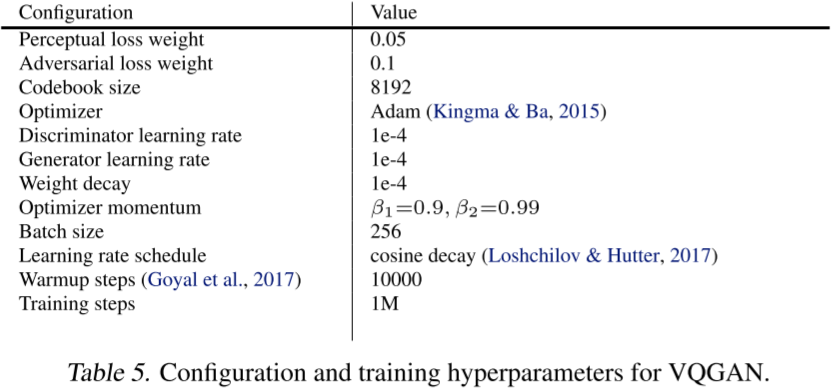 Configuration Value
Perceptual loss weight 0.05
Adversarial loss weight 0.1
Codebook size 8192
Optimizer Adam (Kingma & Ba, 2015)
Discriminator learning rate 1e-4
Generator learning rate 1e-4
Weight decay 1e-4
Optimizer momentum β₁=0.9, β₂=0.99
Batch size 256
Learning rate schedule cosine decay (Loshchilov & Hutter, 2017)
Warmup steps (Goyal et al., 2017) 10000
Training steps 1M
Table 5. Configuration and training hyperparameters for VQGAN.